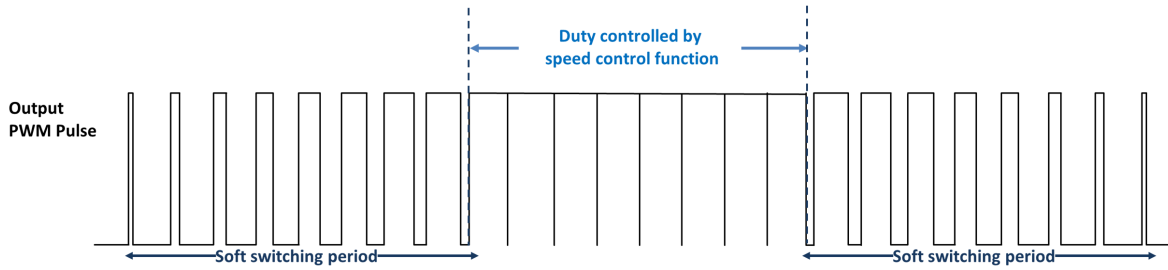 Duty controlled by
speed control function
Output
PWM Pulse
Soft switching period
Soft switching period